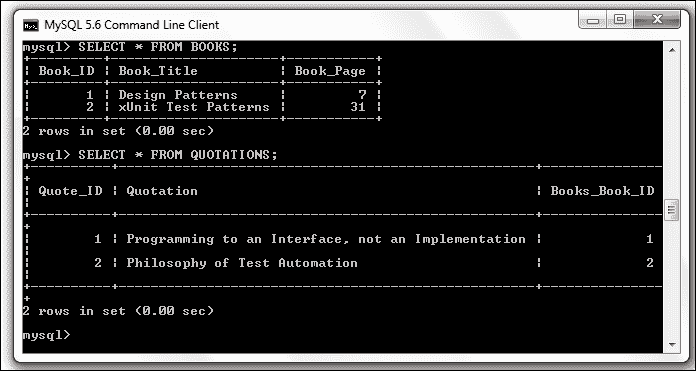 MySQL 5.6 Command Line Client
mysql> SELECT * FROM BOOKS;
+---------+---------------------+-----------+
| Book_ID | Book_Title          | Book_Page |
+---------+---------------------+-----------+
|       1 | Design Patterns     |         7 |
|       2 | xUnit Test Patterns |        31 |
+---------+---------------------+-----------+
2 rows in set (0.00 sec)
mysql> SELECT * FROM QUOTATIONS;
+----------+--------------------------------------------------+---------------
+
| Quote_ID | Quotation                                        | Books_Book_ID
|
+----------+--------------------------------------------------+---------------
+
|        1 | Programming to an Interface, not an Implementation |             1
|
|        2 | Philosophy of Test Automation                    |             2
|
+----------+--------------------------------------------------+---------------
+
2 rows in set (0.00 sec)
mysql>